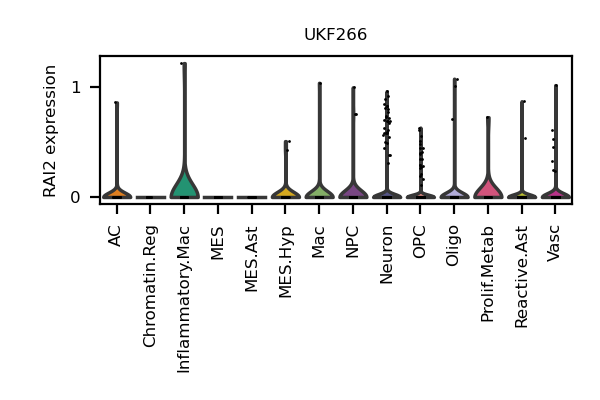 UKF266
RAI2 expression
1
0
AC
Chromatin.Reg
Inflammatory.Mac
MES
MES.Ast
MES.Hyp
Mac
NPC
Neuron
OPC
Oligo
Prolif.Metab
Reactive.Ast
Vasc